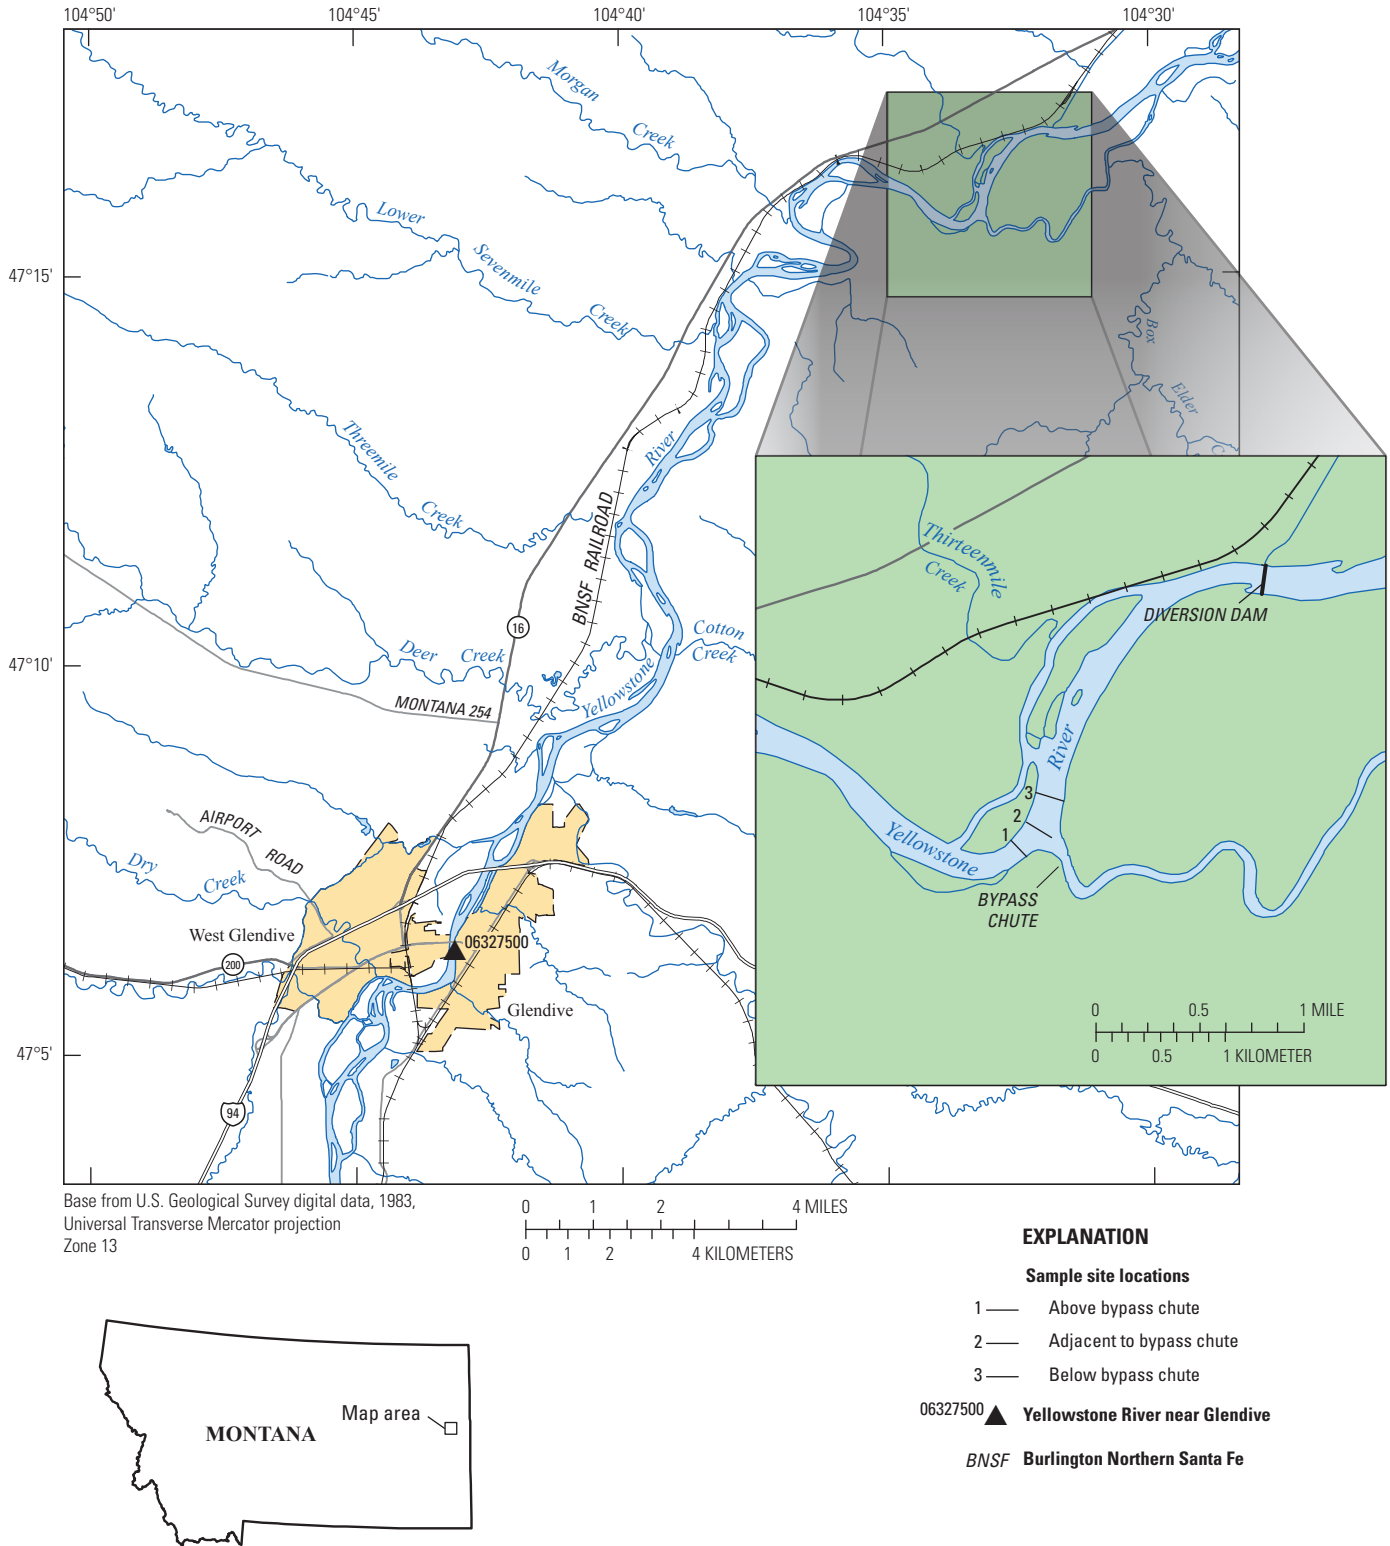 104°50'
104°45'
104°40'
104°35'
104°30'
47°15'
47°10'
47°5'
Morgan
Creek
Lower
Sevenmile
Creek
Threemile
Creek
River
BNSF RAILROAD
16
Deer Creek
Cotton
Creek
Yellowstone
MONTANA 254
AIRPORT
ROAD
Dry
Creek
West Glendive
200
06327500
Glendive
94
Box
Elder
C
Thirteenmile
Creek
DIVERSION DAM
River
3
2
1
Yellowstone
BYPASS
CHUTE
0 0.5 1 MILE
0 0.5 1 KILOMETER
Base from U.S. Geological Survey digital data, 1983,
Universal Transverse Mercator projection
Zone 13
0 1 2 4 MILES
0 1 2 4 KILOMETERS
EXPLANATION
Sample site locations
1 Above bypass chute
2 Adjacent to bypass chute
3 Below bypass chute
06327500 Yellowstone River near Glendive
BNSF Burlington Northern Santa Fe
Map area
MONTANA